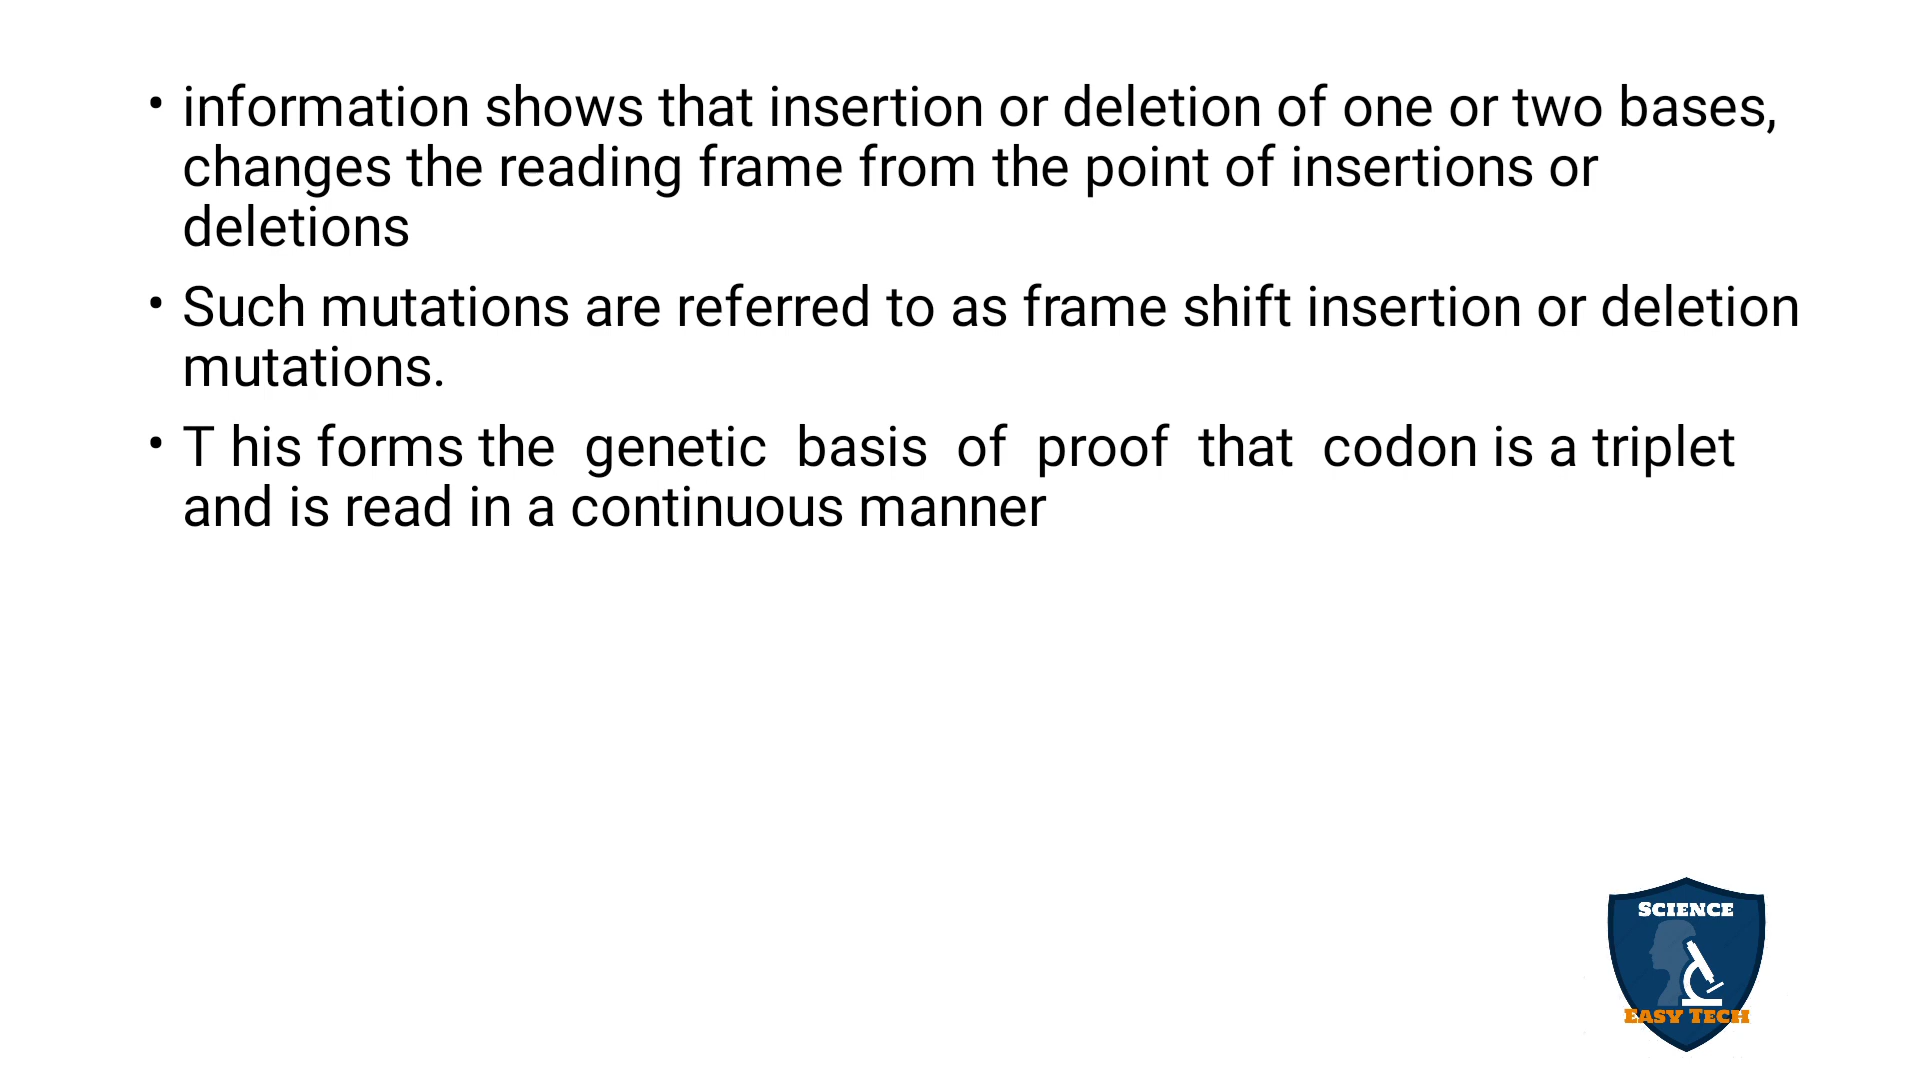 • information shows that insertion or deletion of one or two bases,
changes the reading frame from the point of insertions or
deletions
• Such mutations are referred to as frame shift insertion or deletion
mutations.
• T his forms the  genetic  basis  of  proof  that  codon is a triplet
and is read in a continuous manner
SCIENCE
EASY TECH